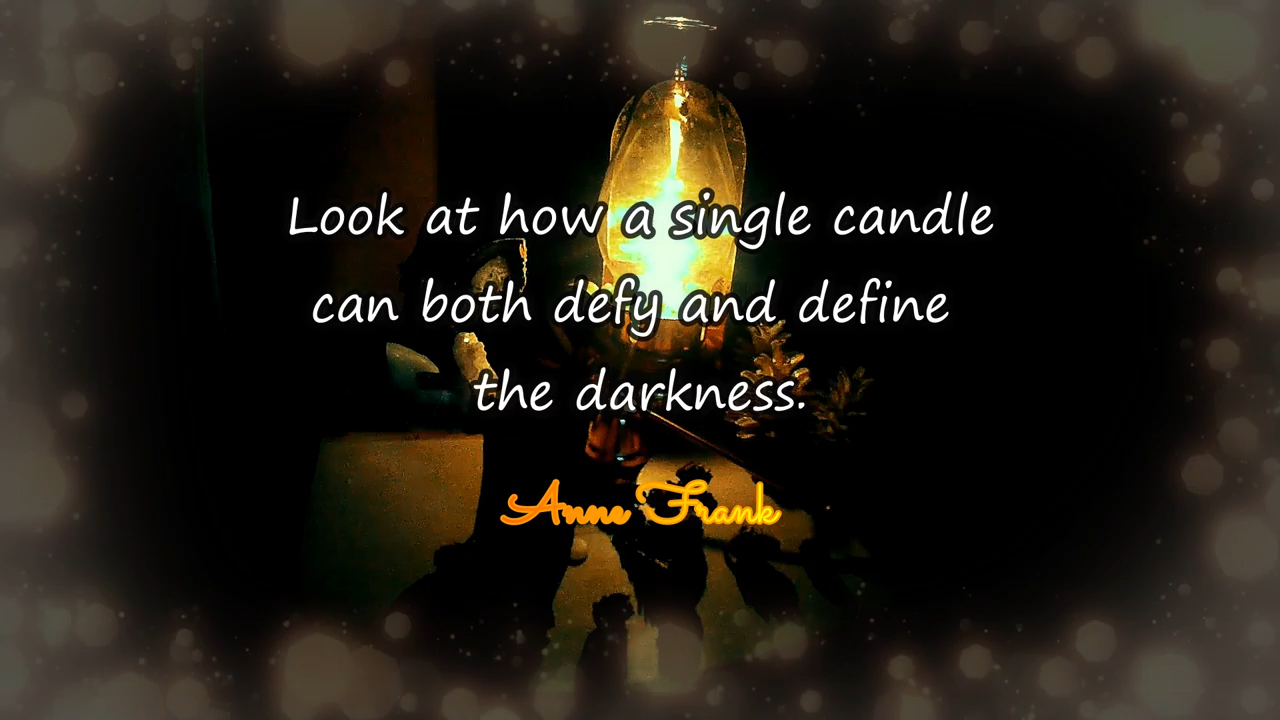 Look at how a single candle
can both defy and define
the darkness.
Anne Frank